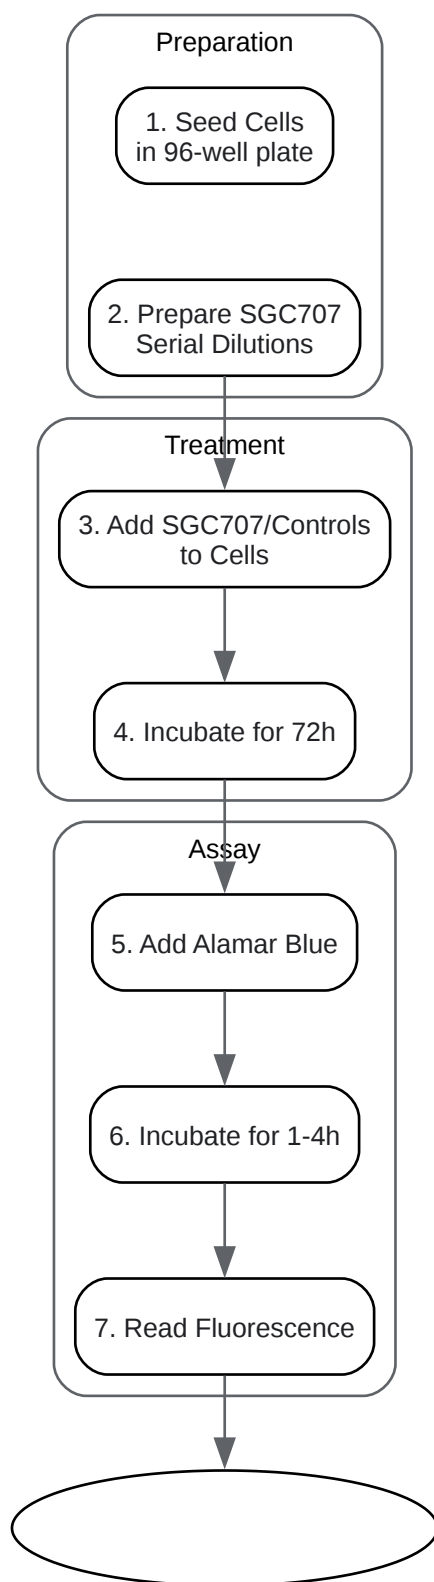 Preparation
1. Seed Cells
in 96-well plate
2. Prepare SGC707
Serial Dilutions
Treatment
3. Add SGC707/Controls
to Cells
4. Incubate for 72h
Assay
5. Add Alamar Blue
6. Incubate for 1-4h
7. Read Fluorescence